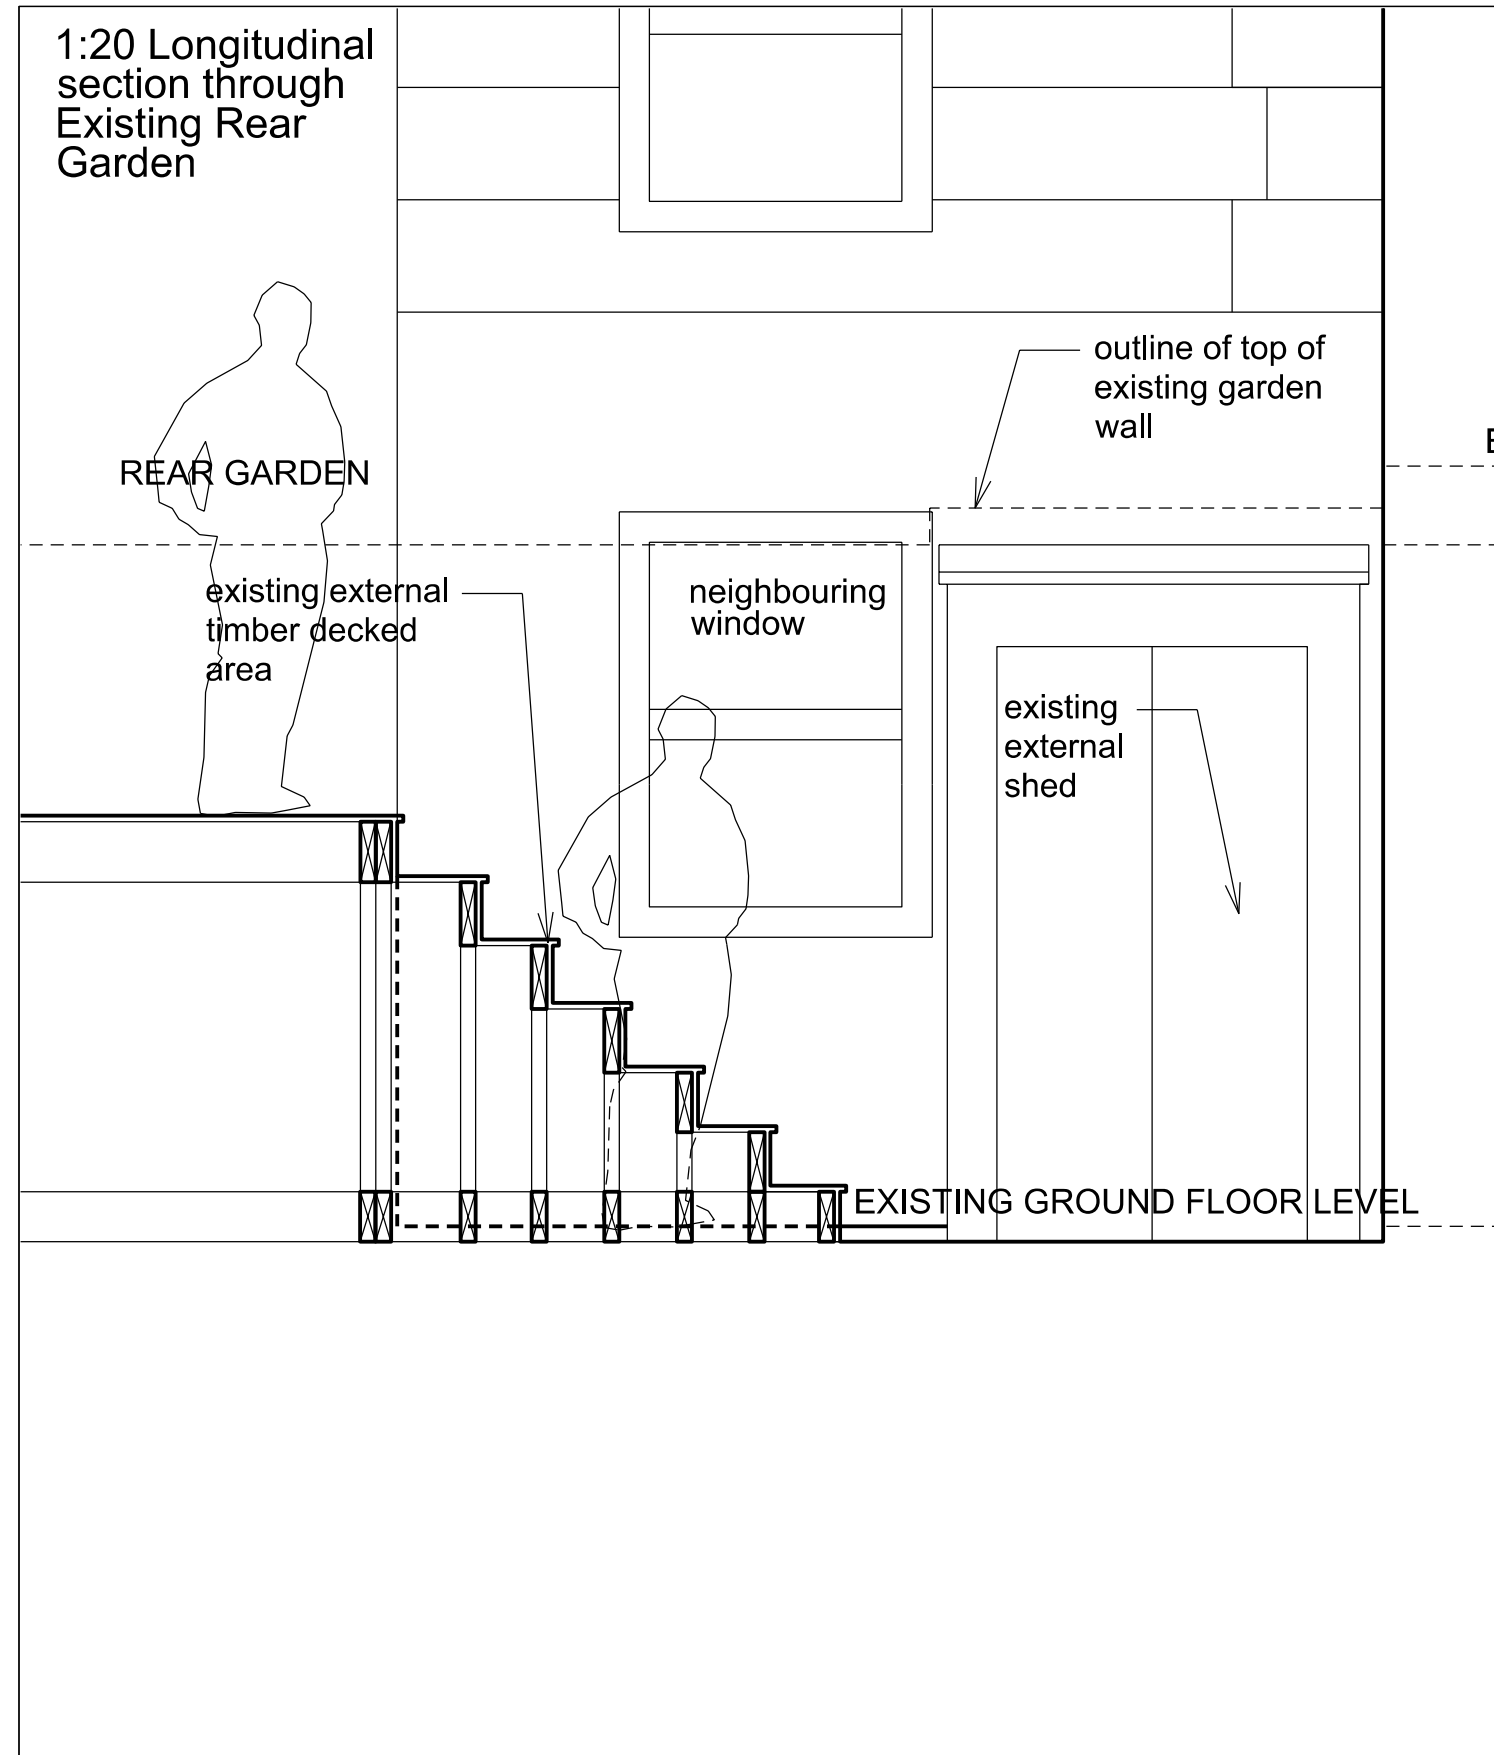 1:20 Longitudinal
section through
Existing Rear
Garden
outline of top of
existing garden
wall
REAR GARDEN
existing external
timber decked
area
neighbouring
window
existing
external
shed
EXISTING GROUND FLOOR LEVEL